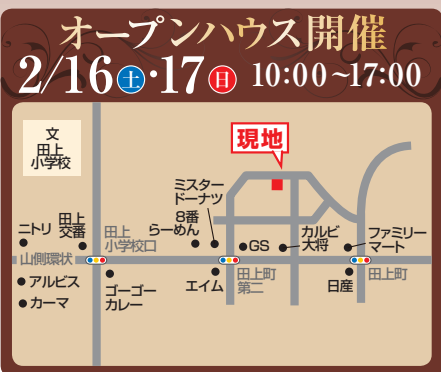 オープンハウス開催
2/16土・17日 10:00～17:00
文
田上
小学校
現地
ミスター
ドーナツ
8番
らーめん
ニトリ
田上
交番
田上
小学校口
GS
カルビ
大将
ファミリー
マート
山側環状
アルビス
カーマ
ゴーゴー
カレー
エイム
田上町
第二
日産
田上町